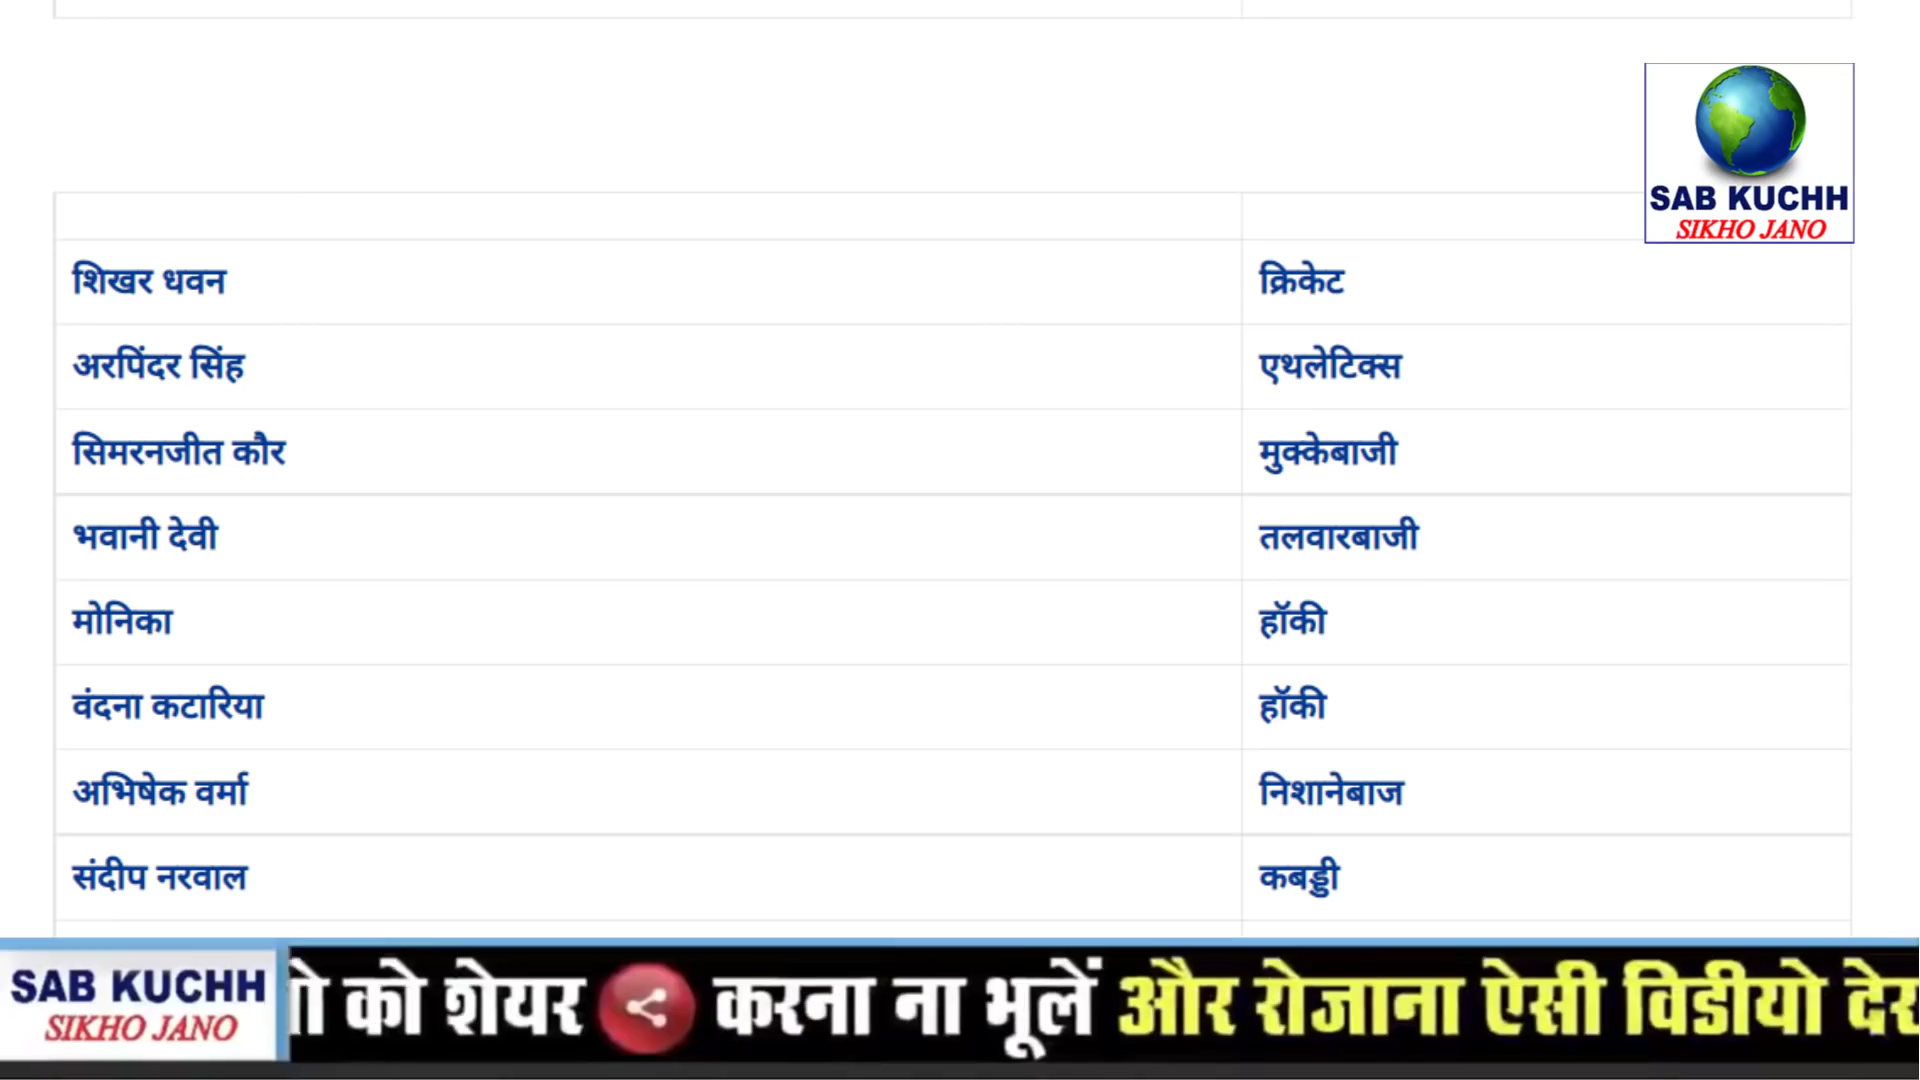 SAB KUCHH
SIKHO JANO
शिखर धवन क्रिकेट
अरपिंदर सिंह एथलेटिक्स
सिमरनजीत कौर मुक्केबाजी
भवानी देवी तलवारबाजी
मोनिका हॉकी
वंदना कटारिया हॉकी
अभिषेक वर्मा निशानेबाज
संदीप नरवाल कबड्डी
SAB KUCHH
SIKHO JANO
को शेयर करना ना भूलें और रोजाना ऐसी विडीयो